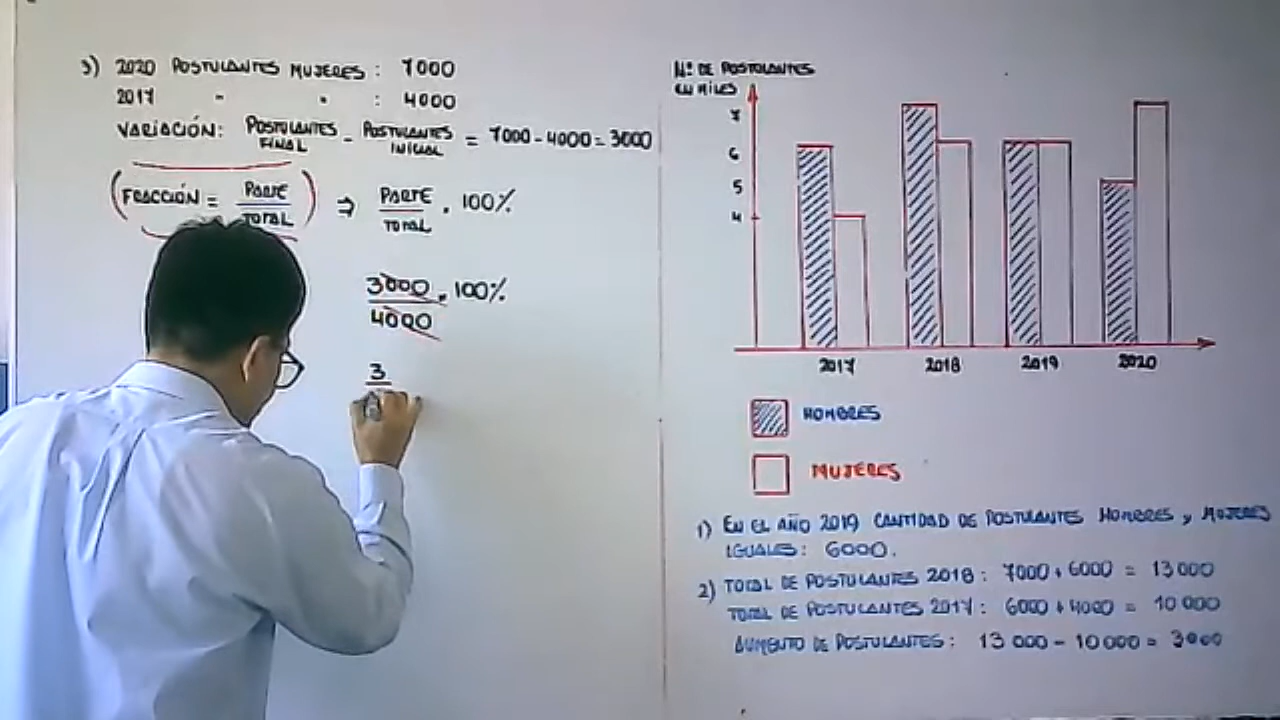 3) 2020 POSTULANTES MUJERES : 7000
2017 " " : 4000
VARIACIÓN: POSTULANTES FINAL - POSTULANTES INICIAL = 7000 - 4000 = 3000
(FRACCIÓN = PARTE/TOTAL) ⇒ PARTE/TOTAL . 100%
3000/4000 . 100%
3
Nº DE POSTULANTES
EN MILES
7
6
5
4
2017 2018 2019 2020
HOMBRES
MUJERES
1) EN EL AÑO 2019 CANTIDAD DE POSTULANTES HOMBRES y MUJERES
IGUALES: 6000.
2) TOTAL DE POSTULANTES 2018 : 7000 + 6000 = 13 000
TOTAL DE POSTULANTES 2017 : 6000 + 4000 = 10 000
AUMENTO DE POSTULANTES : 13 000 - 10 000 = 3000